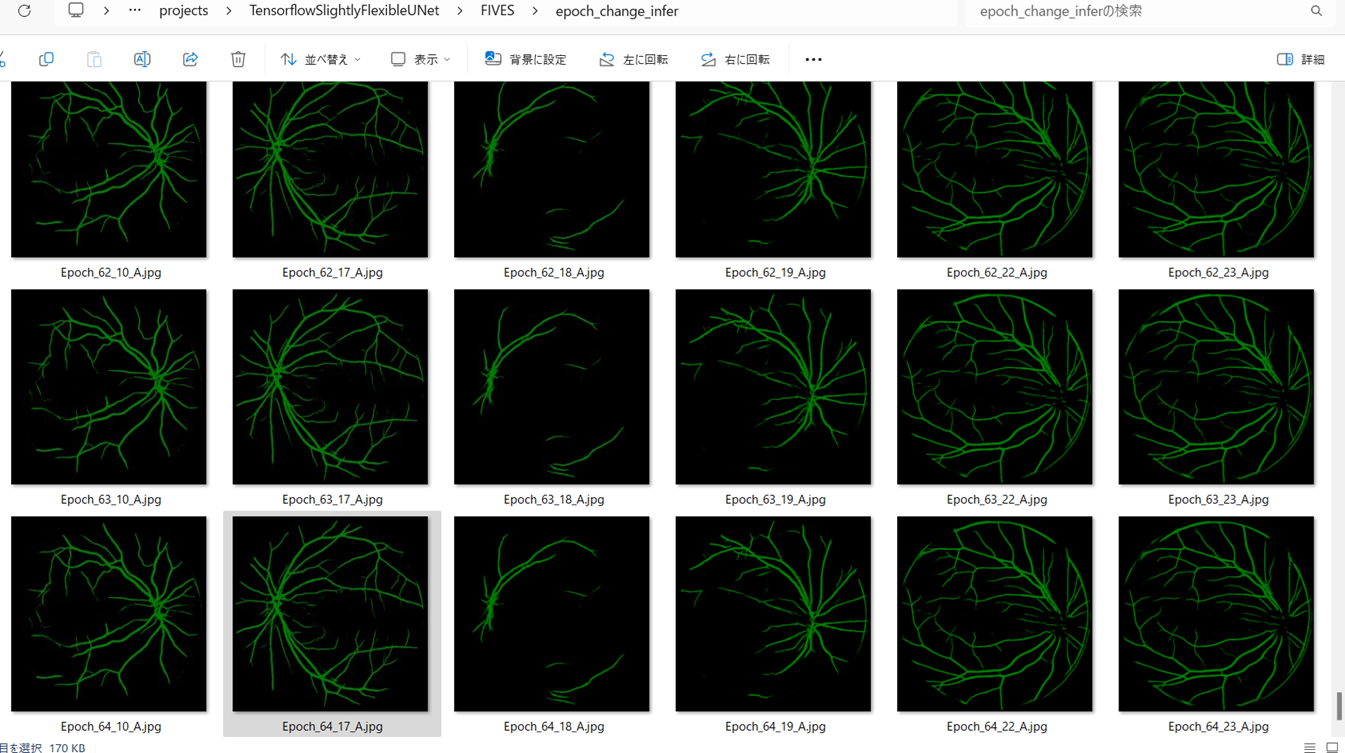 … projects TensorflowSlightlyFlexibleUNet FIVES epoch_change_infer epoch_change_inferの検索
並べ替え 表示 背景に設定 左に回転 右に回転 … 詳細
Epoch_62_10_A.jpg Epoch_62_17_A.jpg Epoch_62_18_A.jpg Epoch_62_19_A.jpg Epoch_62_22_A.jpg Epoch_62_23_A.jpg
Epoch_63_10_A.jpg Epoch_63_17_A.jpg Epoch_63_18_A.jpg Epoch_63_19_A.jpg Epoch_63_22_A.jpg Epoch_63_23_A.jpg
Epoch_64_10_A.jpg Epoch_64_17_A.jpg Epoch_64_18_A.jpg Epoch_64_19_A.jpg Epoch_64_22_A.jpg Epoch_64_23_A.jpg
目を選択 170 KB